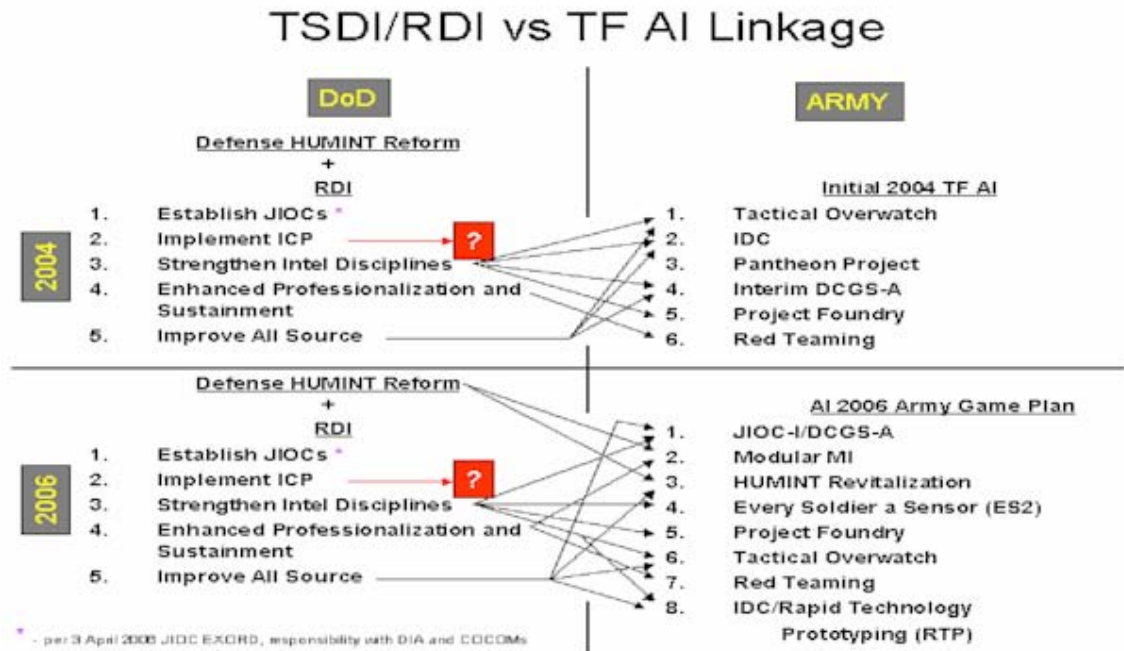 TSDI/RDI vs TF AI Linkage
DoD
ARMY
2004
Defense HUMINT Reform
+
RDI
1. Establish JIOCs *
2. Implement ICP
?
3. Strengthen Intel Disciplines
4. Enhanced Professionalization and
Sustainment
5. Improve All Source
Initial 2004 TF AI
1. Tactical Overwatch
2. IDC
3. Pantheon Project
4. Interim DCGS-A
5. Project Foundry
6. Red Teaming
2006
Defense HUMINT Reform
+
RDI
1. Establish JIOCs *
2. Implement ICP
?
3. Strengthen Intel Disciplines
4. Enhanced Professionalization and
Sustainment
5. Improve All Source
AI 2006 Army Game Plan
1. JIOC-I/DCGS-A
2. Modular MI
3. HUMINT Revitalization
4. Every Soldier a Sensor (ES2)
5. Project Foundry
6. Tactical Overwatch
7. Red Teaming
8. IDC/Rapid Technology
Prototyping (RTP)
* - per 3 April 2006 JIOC EXORD, responsibility with DIA and COCOMs